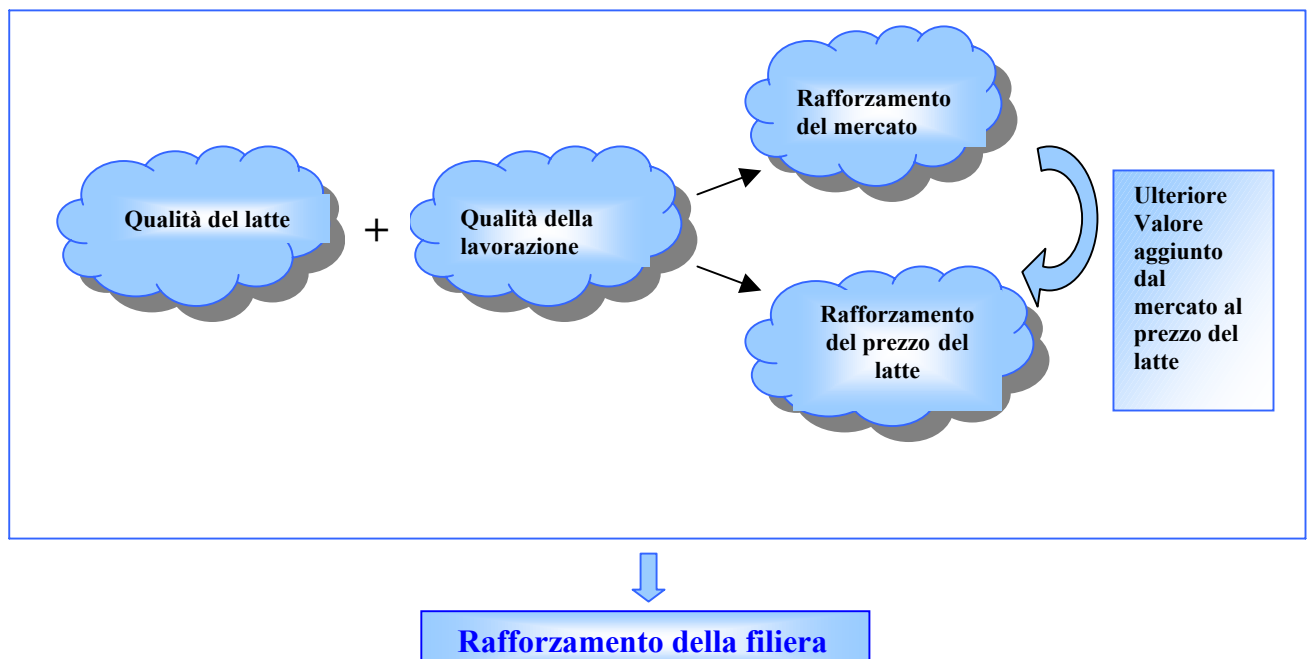 Qualità del latte
+
Qualità della
lavorazione
Rafforzamento
del mercato
Rafforzamento
del prezzo del
latte
Ulteriore
Valore
aggiunto
dal
mercato al
prezzo del
latte
Rafforzamento della filiera